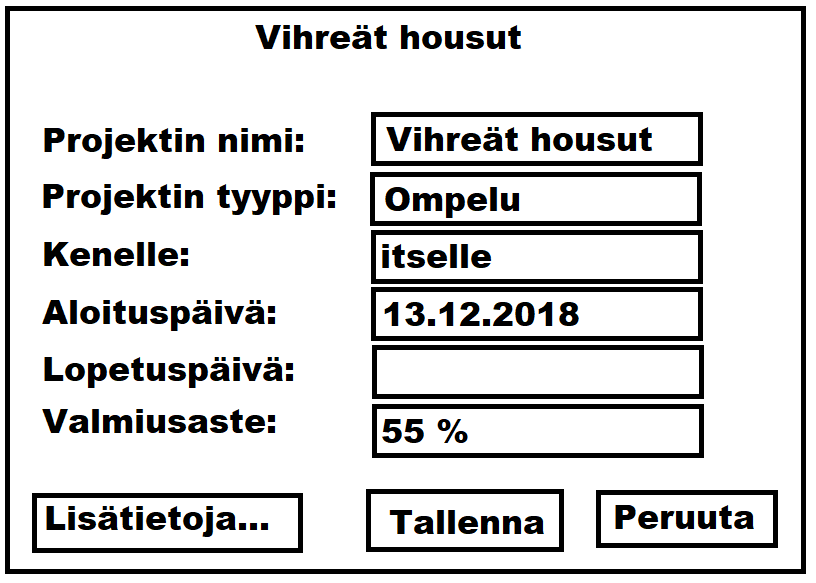 Vihreät housut
Projektin nimi: Vihreät housut
Projektin tyyppi: Ompelu
Kenelle: itselle
Aloituspäivä: 13.12.2018
Lopetuspäivä:
Valmiusaste: 55 %
Lisätietoja... Tallenna Peruuta